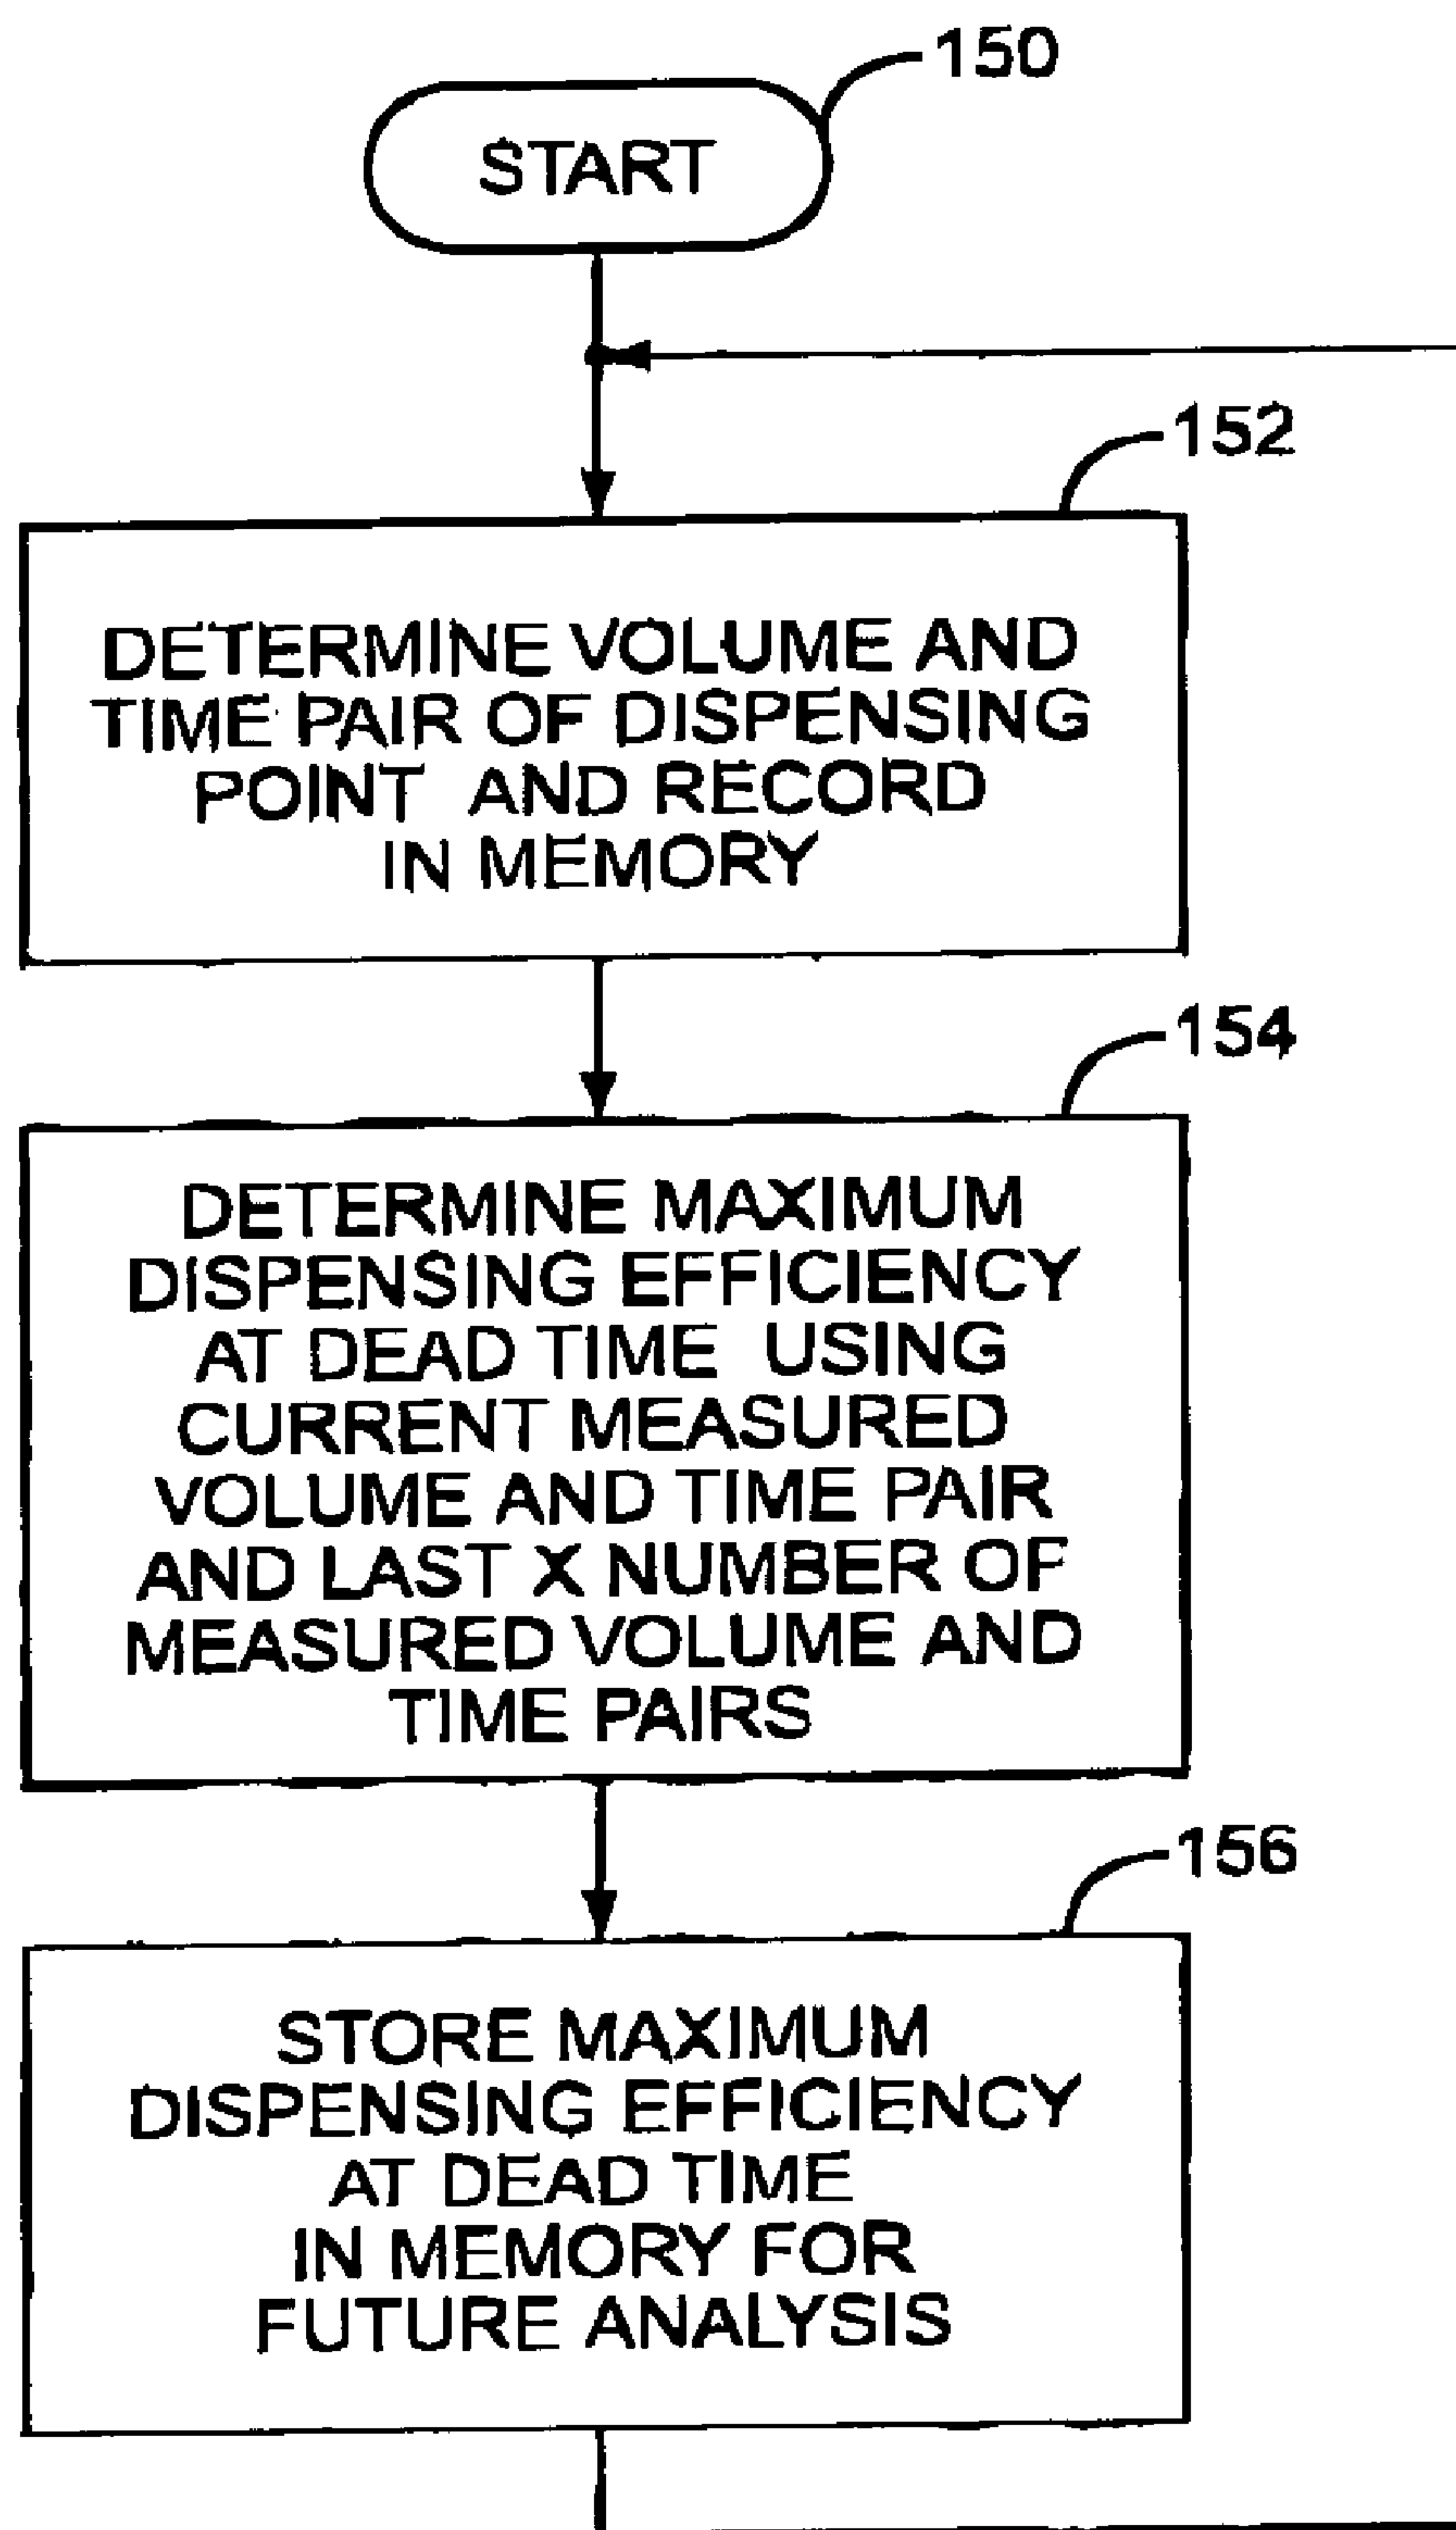 150
START
152
DETERMINE VOLUME AND
TIME PAIR OF DISPENSING
POINT AND RECORD
IN MEMORY
154
DETERMINE MAXIMUM
DISPENSING EFFICIENCY
AT DEAD TIME USING
CURRENT MEASURED
VOLUME AND TIME PAIR
AND LAST X NUMBER OF
MEASURED VOLUME AND
TIME PAIRS
156
STORE MAXIMUM
DISPENSING EFFICIENCY
AT DEAD TIME
IN MEMORY FOR
FUTURE ANALYSIS